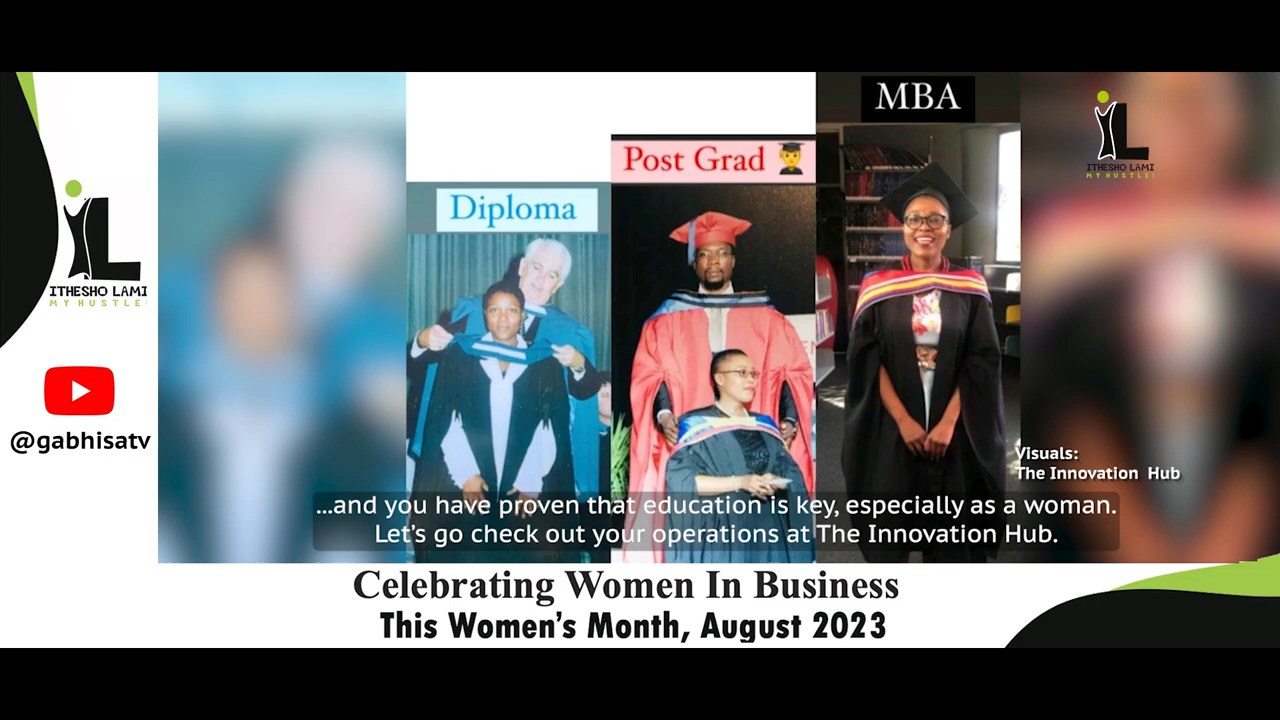 MBA
Post Grad
Diploma
ITHESHO LAMI
MY HUSTLE!
ITHESHO LAMI
MY HUSTLE!
@gabhisatv
Visuals:
The Innovation Hub
...and you have proven that education is key, especially as a woman.
Let's go check out your operations at The Innovation Hub.
Celebrating Women In Business
This Women's Month, August 2023